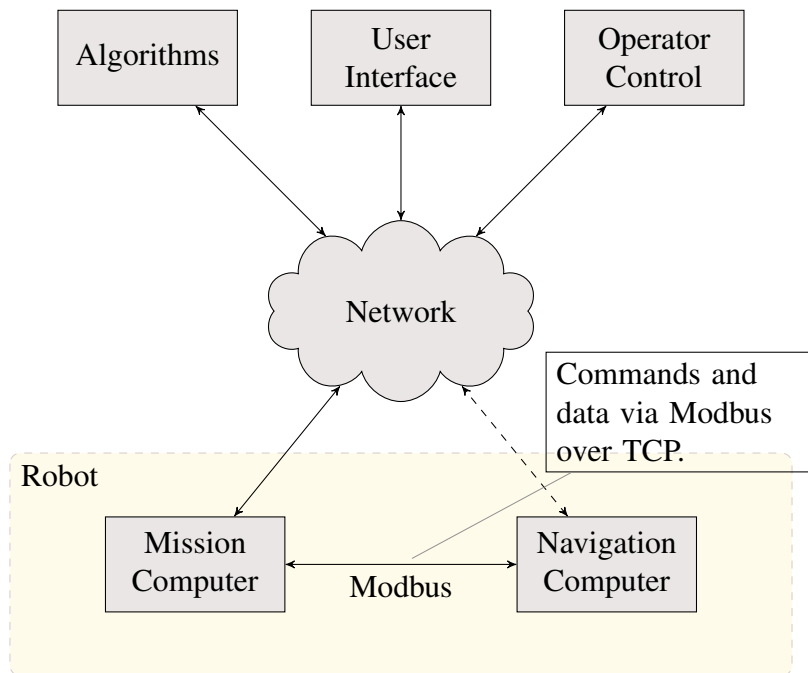 Algorithms
User
Interface
Operator
Control
Network
Commands and
data via Modbus
over TCP.
Robot
Mission
Computer
Modbus
Navigation
Computer